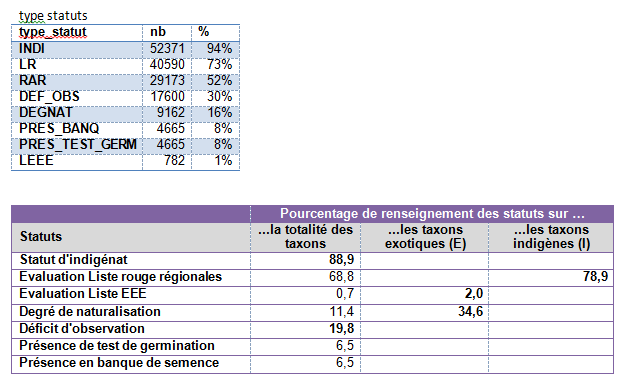 type statuts
type_statut nb %
INDI 52371 94%
LR 40590 73%
RAR 29173 52%
DEF_OBS 17600 30%
DEGNAT 9162 16%
PRES_BANQ 4665 8%
PRES_TEST_GERM 4665 8%
LEEE 782 1%
Pourcentage de renseignement des statuts sur …
Statuts …la totalité des taxons …les taxons exotiques (E) …les taxons indigènes (I)
Statut d'indigénat 88,9
Evaluation Liste rouge régionales 68,8 78,9
Evaluation Liste EEE 0,7 2,0
Degré de naturalisation 11,4 34,6
Déficit d'observation 19,8
Présence de test de germination 6,5
Présence en banque de semence 6,5